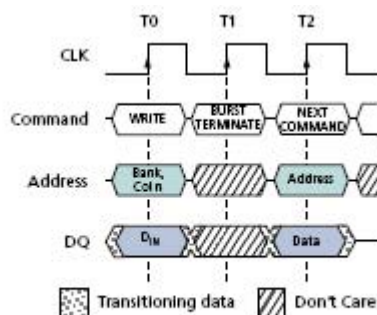 T0 T1 T2
CLK
Command WRITE BURST TERMINATE NEXT COMMAND
Address Bank, Coln Address
DQ DIN Data
Transitioning data Don't Care